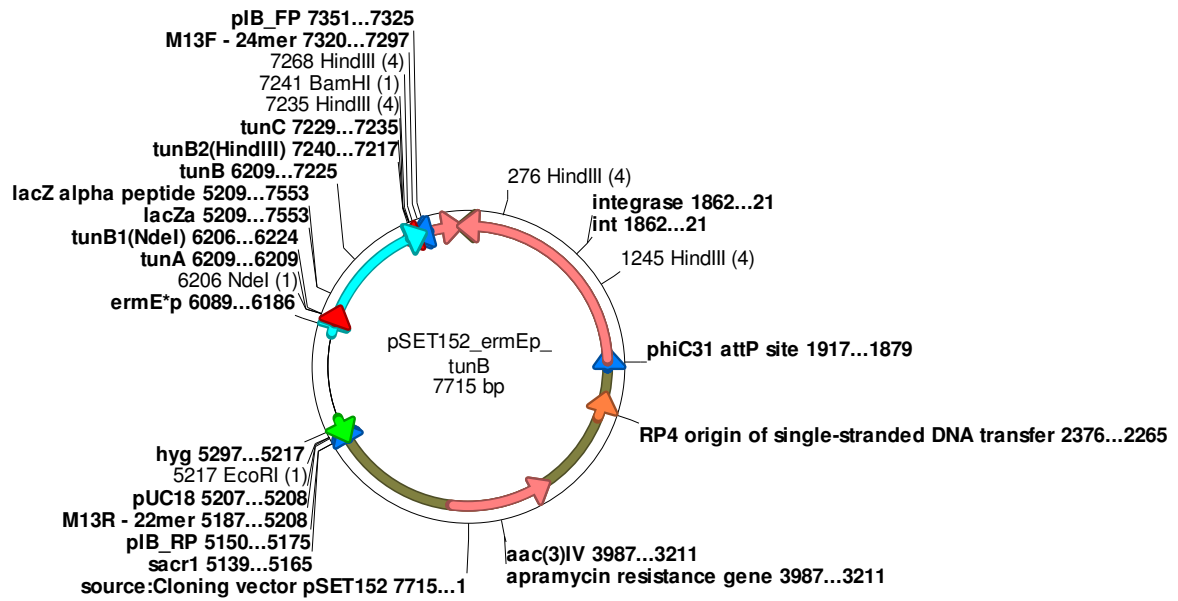 pIB_FP 7351...7325
M13F - 24mer 7320...7297
7268 HindIII (4)
7241 BamHI (1)
7235 HindIII (4)
tunC 7229...7235
tunB2(HindIII) 7240...7217
tunB 6209...7225
lacZ alpha peptide 5209...7553
lacZa 5209...7553
tunB1(NdeI) 6206...6224
tunA 6209...6209
6206 NdeI (1)
ermE*p 6089...6186
276 HindIII (4)
integrase 1862...21
int 1862...21
1245 HindIII (4)
pSET152_ermEp_
tunB
7715 bp
phiC31 attP site 1917...1879
RP4 origin of single-stranded DNA transfer 2376...2265
hyg 5297...5217
5217 EcoRI (1)
pUC18 5207...5208
M13R - 22mer 5187...5208
pIB_RP 5150...5175
sacr1 5139...5165
source:Cloning vector pSET152 7715...1
aac(3)IV 3987...3211
apramycin resistance gene 3987...3211